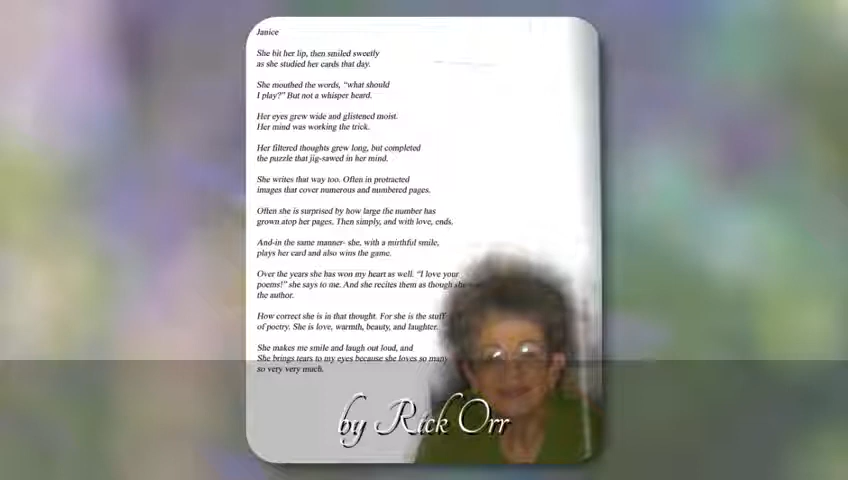 Janice
She bit her lip, then smiled sweetly
as she studied her cards that day.
She mouthed the words, “what should
I play?” But not a whisper heard.
Her eyes grew wide and glistened moist.
Her mind was working the trick.
Her filtered thoughts grew long, but completed
the puzzle that jig-sawed in her mind.
She writes that way too. Often in protracted
images that cover numerous and numbered pages.
Often she is surprised by how large the number has
grown atop her pages. Then simply, and with love, ends.
And-in the same manner- she, with a mirthful smile,
plays her card and also wins the game.
Over the years she has won my heart as well. “I love your
poems!” she says to me. And she recites them as though she
the author.
How correct she is in that thought. For she is the stuff
of poetry. She is love, warmth, beauty, and laughter.
She makes me smile and laugh out loud, and
She brings tears to my eyes because she loves so many
so very very much.
by Rick Orr